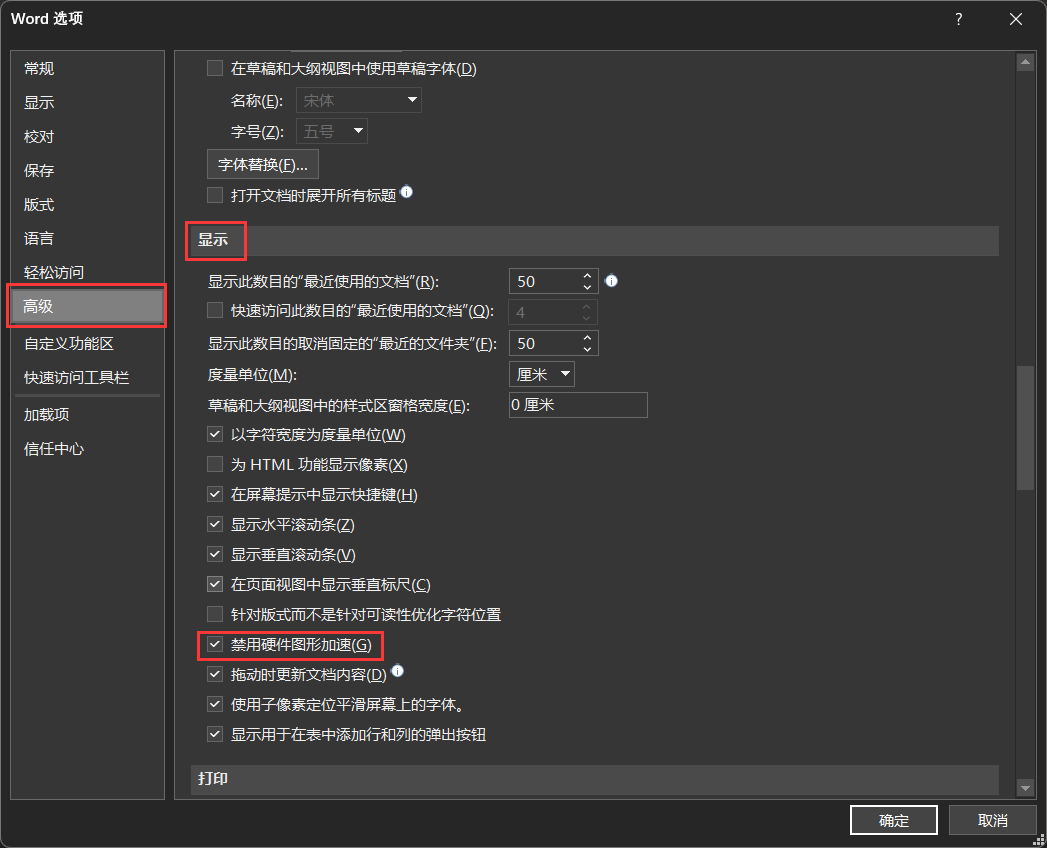 Word 选项
?
常规
显示
校对
保存
版式
语言
轻松访问
高级
自定义功能区
快速访问工具栏
加载项
信任中心
在草稿和大纲视图中使用草稿字体(D)
名称(E): 宋体
字号(Z): 五号
字体替换(F)...
打开文档时展开所有标题
显示
显示此数目的“最近使用的文档”(R): 50
快速访问此数目的“最近使用的文档”(Q): 4
显示此数目的取消固定的“最近的文件夹”(F): 50
度量单位(M): 厘米
草稿和大纲视图中的样式区窗格宽度(E): 0 厘米
以字符宽度为度量单位(W)
为 HTML 功能显示像素(X)
在屏幕提示中显示快捷键(H)
显示水平滚动条(Z)
显示垂直滚动条(V)
在页面视图中显示垂直标尺(C)
针对版式而不是针对可读性优化字符位置
禁用硬件图形加速(G)
拖动时更新文档内容(D)
使用子像素定位平滑屏幕上的字体。
显示用于在表中添加行和列的弹出按钮
打印
确定
取消